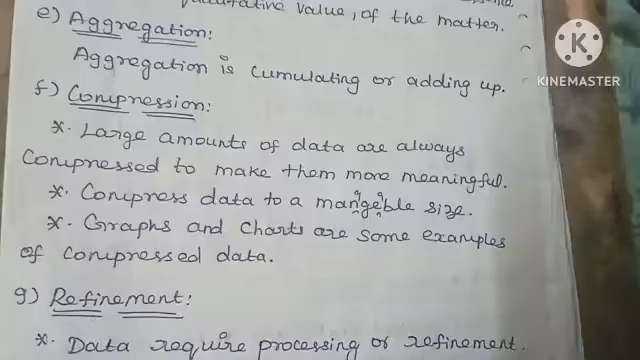 qualitative value, of the matter.
e) Aggregation:
Aggregation is cumulating or adding up.
KINEMASTER
f) Compression:
*. Large amounts of data are always
Compressed to make them more meaningful.
*. Compress data to a mangeble size.
*. Graphs and Charts are some examples
of compressed data.
g) Refinement:
*. Data require processing or refinement.